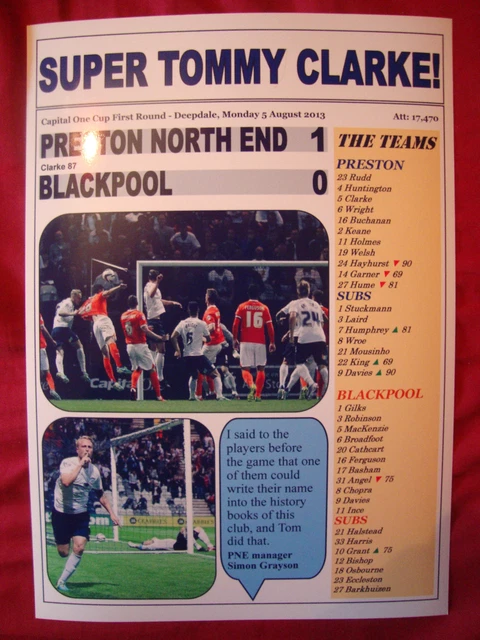 SUPER TOMMY CLARKE!
Capital One Cup First Round - Deepdale, Monday 5 August 2013
Att: 17,470
PRESTON NORTH END 1
Clarke 87
BLACKPOOL 0
THE TEAMS
PRESTON
23 Rudd
4 Huntington
5 Clarke
6 Wright
16 Buchanan
2 Keane
11 Holmes
19 Welsh
24 Hayhurst ▼ 90
14 Garner ▼ 69
27 Hume ▼ 81
SUBS
1 Stuckmann
3 Laird
7 Humphrey ▲ 81
8 Wroe
21 Mousinho
22 King ▲ 69
9 Davies ▲ 90
BLACKPOOL
1 Gilks
3 Robinson
5 MacKenzie
6 Broadfoot
20 Cathcart
16 Ferguson
17 Basham
31 Angel ▼ 75
8 Chopra
9 Davies
11 Ince
SUBS
21 Halstead
33 Harris
10 Grant ▲ 75
12 Bishop
18 Osbourne
23 Eccleston
27 Barkhuizen
16
24
Capital
I said to the
players before
the game that one
of them could
write their name
into the history
books of this
club, and Tom
did that.
PNE manager
Simon Grayson